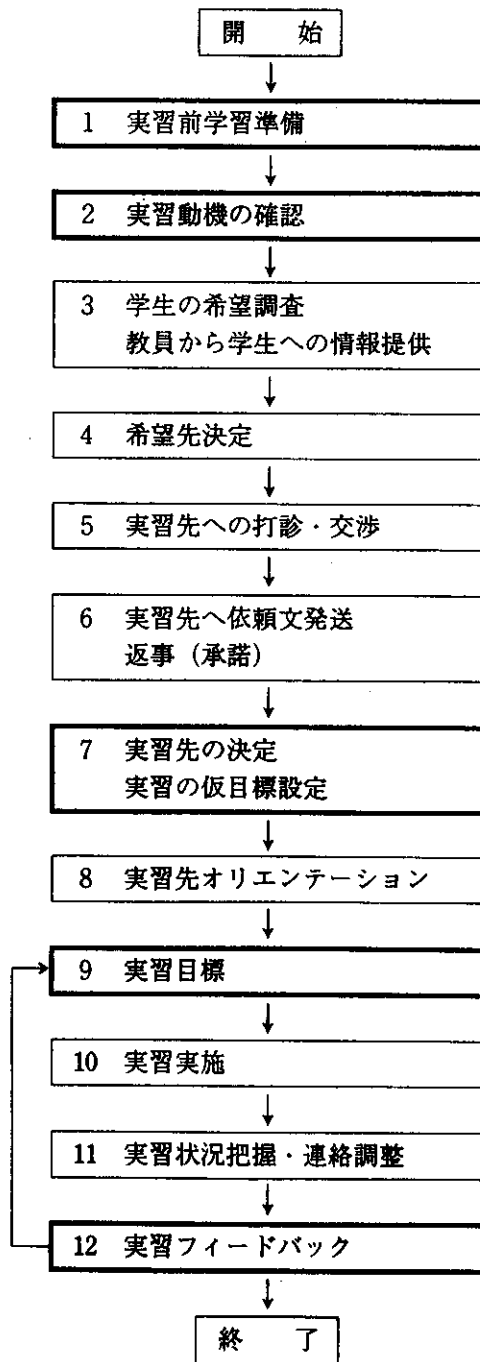 開　始
1 実習前学習準備
2 実習動機の確認
3 学生の希望調査
教員から学生への情報提供
4 希望先決定
5 実習先への打診・交渉
6 実習先へ依頼文発送
返事（承諾）
7 実習先の決定
実習の仮目標設定
8 実習先オリエンテーション
9 実習目標
10 実習実施
11 実習状況把握・連絡調整
12 実習フィードバック
終　了